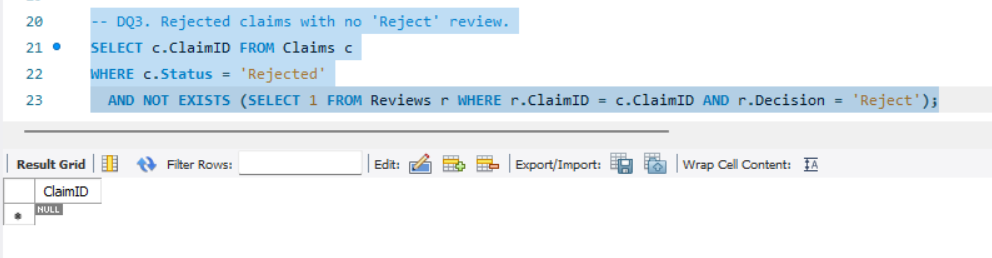 20 -- DQ3. Rejected claims with no 'Reject' review.
21 SELECT c.ClaimID FROM Claims c
22 WHERE c.Status = 'Rejected'
23 AND NOT EXISTS (SELECT 1 FROM Reviews r WHERE r.ClaimID = c.ClaimID AND r.Decision = 'Reject');
Result Grid Filter Rows: Edit: Export/Import: Wrap Cell Content: IA
ClaimID
NULL